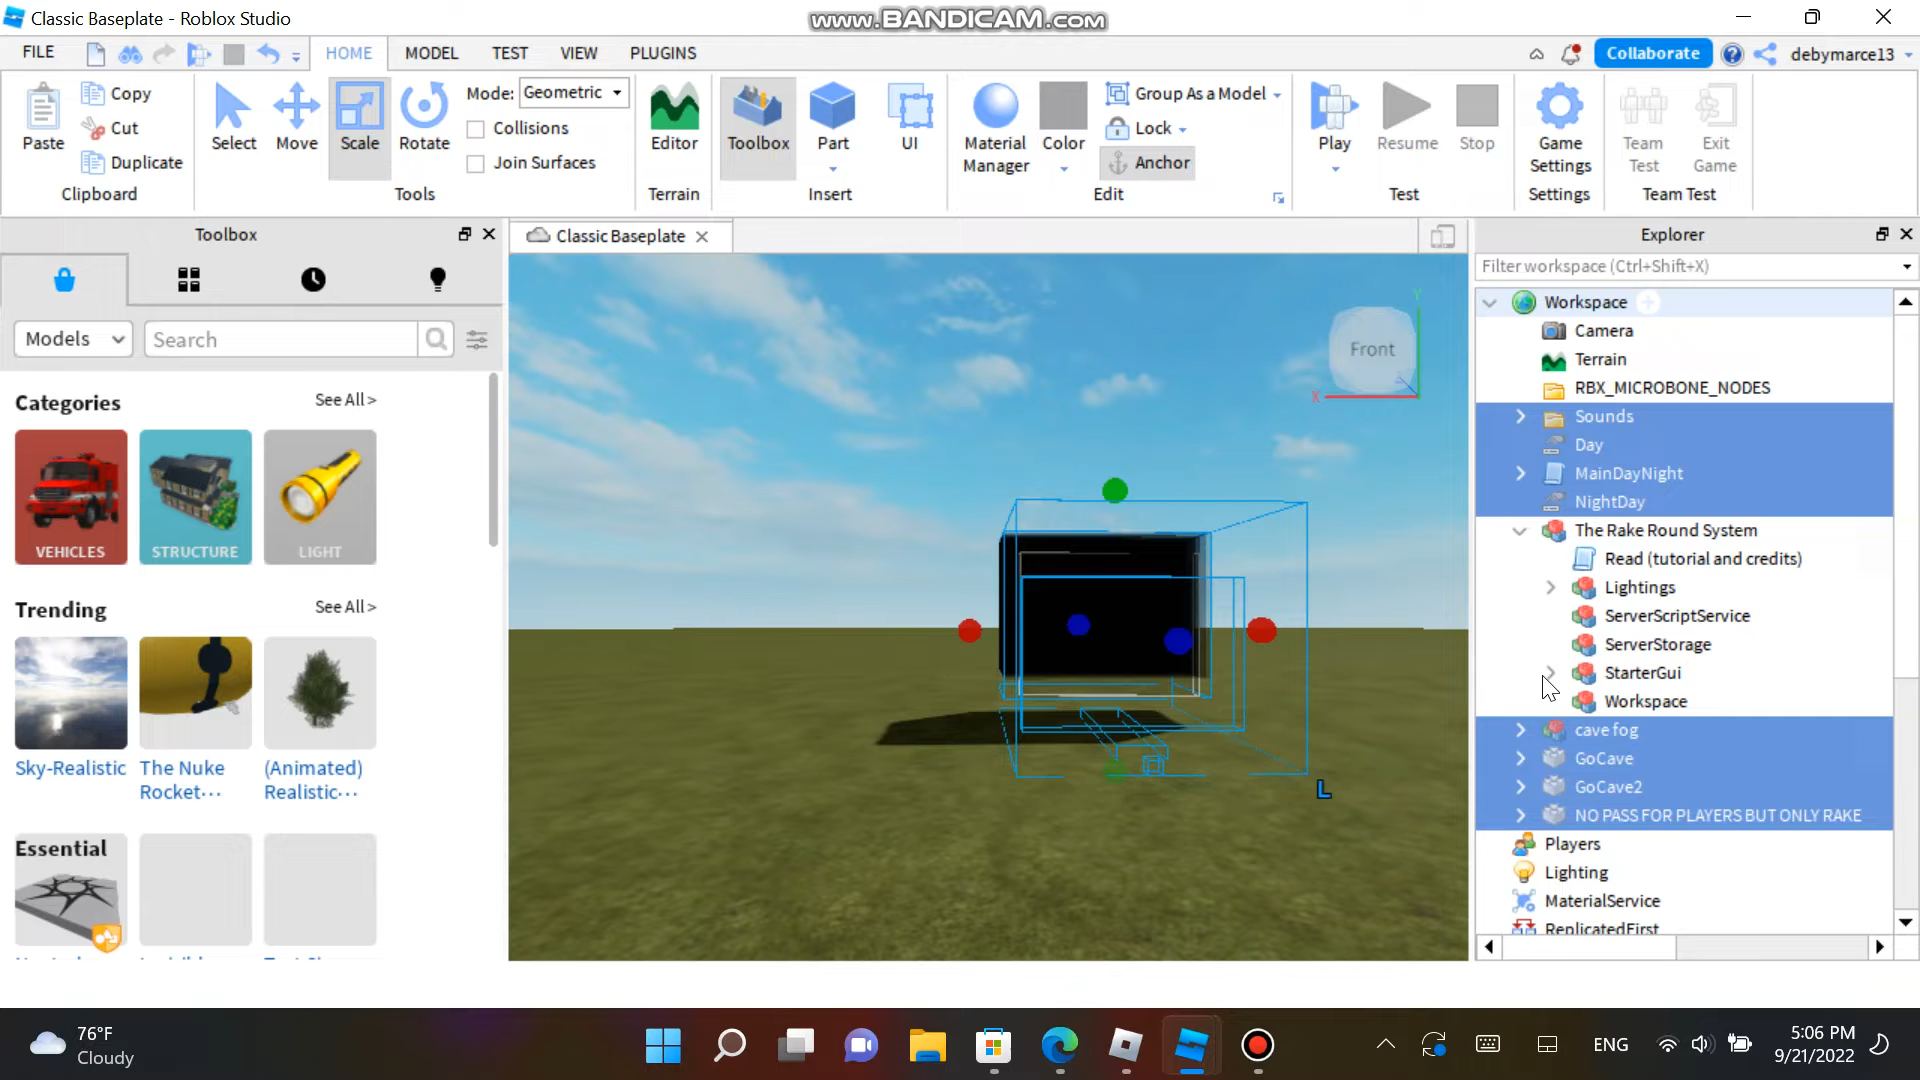 Classic Baseplate - Roblox Studio
www.BANDICAM.com
FILE
HOME
MODEL
TEST
VIEW
PLUGINS
Collaborate
debymarce13
Paste
Copy
Cut
Duplicate
Clipboard
Select
Move
Scale
Rotate
Mode: Geometric
Collisions
Join Surfaces
Tools
Editor
Terrain
Toolbox
Part
UI
Insert
Material Manager
Color
Group As a Model
Lock
Anchor
Edit
Play
Resume
Stop
Test
Game Settings
Settings
Team Test
Exit Game
Team Test
Toolbox
Classic Baseplate
Explorer
Filter workspace (Ctrl+Shift+X)
Models
Search
Categories
See All >
VEHICLES
STRUCTURE
LIGHT
Trending
See All >
Sky-Realistic
The Nuke Rocket...
(Animated) Realistic...
Essential
Front
X
Y
L
Workspace
Camera
Terrain
RBX_MICROBONE_NODES
Sounds
Day
MainDayNight
NightDay
The Rake Round System
Read (tutorial and credits)
Lightings
ServerScriptService
ServerStorage
StarterGui
Workspace
cave fog
GoCave
GoCave2
NO PASS FOR PLAYERS BUT ONLY RAKE
Players
Lighting
MaterialService
ReplicatedFirst
76°F
Cloudy
ENG
5:06 PM
9/21/2022